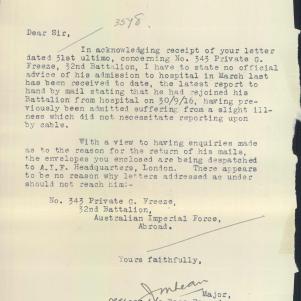 3578.
Dear Sir,
In acknowledging receipt of your letter
dated 31st ultimo, concerning No. 343 Private C.
Freeze, 32nd Battalion, I have to state no official
advice of his admission to hospital in March last
has been received to date, the latest report to
hand by mail stating that he had rejoined his
Battalion from hospital on 30/9/16, having pre-
viously been admitted suffering from a slight ill-
ness which did not necessitate reporting upon
by cable.
With a view to having enquiries made
as to the reason for the return of his mails,
the envelopes you enclosed are being despatched
to A.I.F. Headquarters, London. There appears
to be no reason why letters addressed as under
should not reach him:-
No. 343 Private C. Freeze,
32nd Battalion,
Australian Imperial Force,
Abroad.
Yours faithfully,
J M Lean
Major,